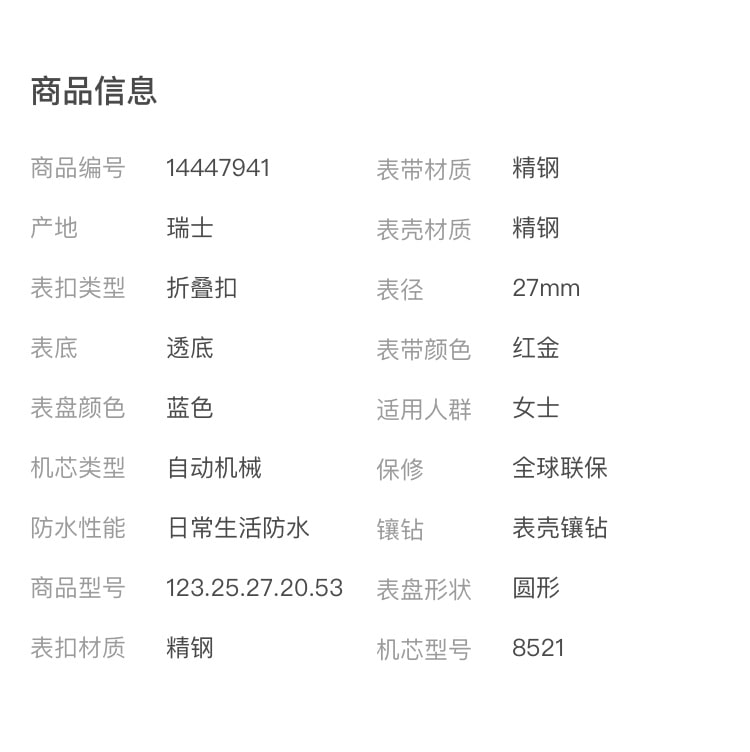 商品信息
商品编号 14447941 表带材质 精钢
产地 瑞士 表壳材质 精钢
表扣类型 折叠扣 表径 27mm
表底 透底 表带颜色 红金
表盘颜色 蓝色 适用人群 女士
机芯类型 自动机械 保修 全球联保
防水性能 日常生活防水 镶钻 表壳镶钻
商品型号 123.25.27.20.53 表盘形状 圆形
表扣材质 精钢 机芯型号 8521